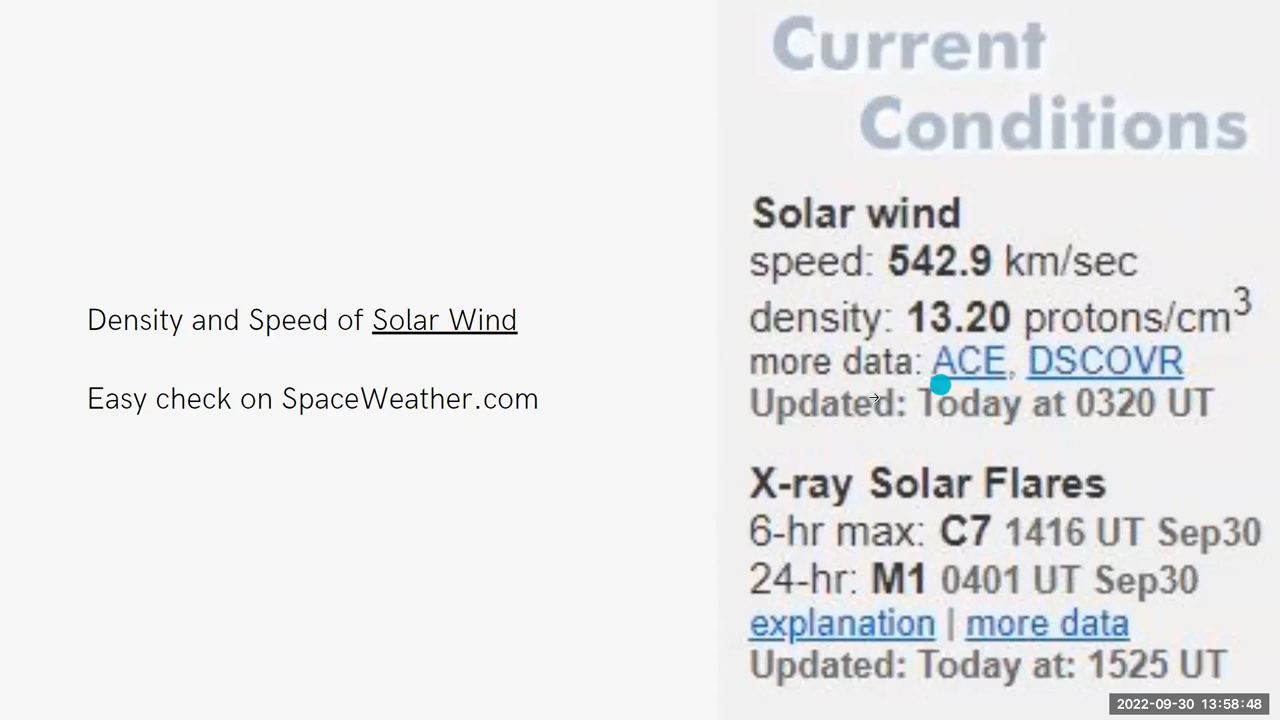 Density and Speed of Solar Wind
Easy check on SpaceWeather.com
Current
Conditions
Solar wind
speed: 542.9 km/sec
density: 13.20 protons/cm³
more data: ACE, DSCOVR
Updated: Today at 0320 UT
X-ray Solar Flares
6-hr max: C7 1416 UT Sep30
24-hr: M1 0401 UT Sep30
explanation | more data
Updated: Today at: 1525 UT
2022-09-30 13:58:48